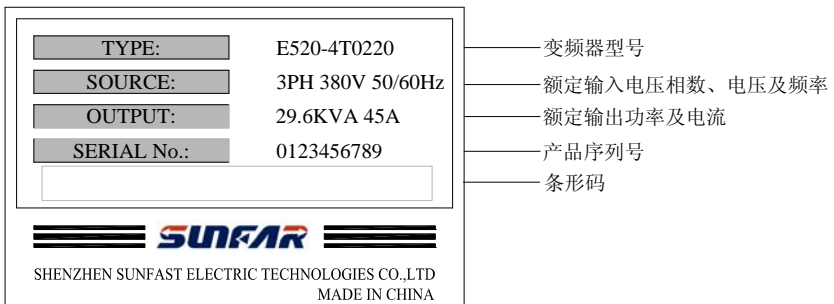 TYPE: E520-4T0220 变频器型号
SOURCE: 3PH 380V 50/60Hz 额定输入电压相数、电压及频率
OUTPUT: 29.6KVA 45A 额定输出功率及电流
SERIAL No.: 0123456789 产品序列号
条形码
SUNFAR
SHENZHEN SUNFAST ELECTRIC TECHNOLOGIES CO.,LTD
MADE IN CHINA